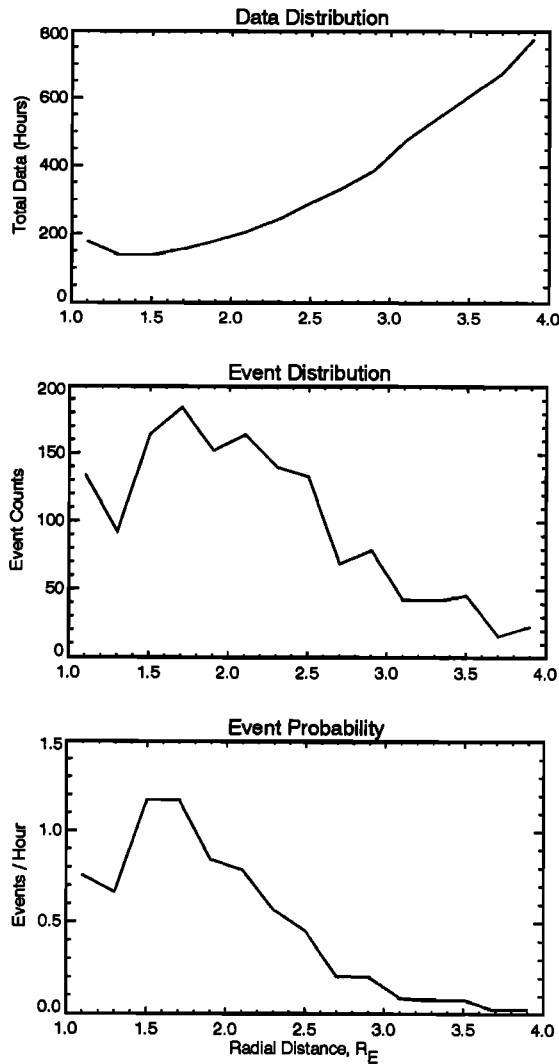 Data Distribution
800
600
400
200
0
Total Data (Hours)
1.0 1.5 2.0 2.5 3.0 3.5 4.0
Event Distribution
200
150
100
50
0
Event Counts
1.0 1.5 2.0 2.5 3.0 3.5 4.0
Event Probability
1.5
1.0
0.5
0.0
Events / Hour
1.0 1.5 2.0 2.5 3.0 3.5 4.0
Radial Distance, R_E